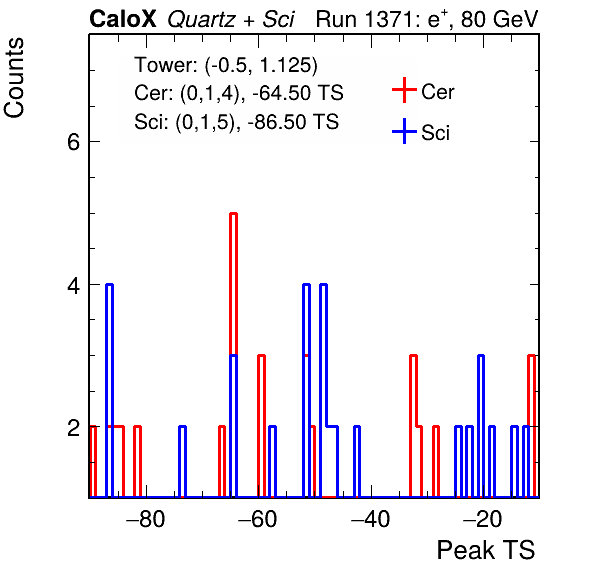 CaloX Quartz + Sci Run 1371: e+, 80 GeV
Counts
Tower: (-0.5, 1.125)
Cer: (0,1,4), -64.50 TS
Sci: (0,1,5), -86.50 TS
Cer
Sci
6
4
2
−80 −60 −40 −20
Peak TS